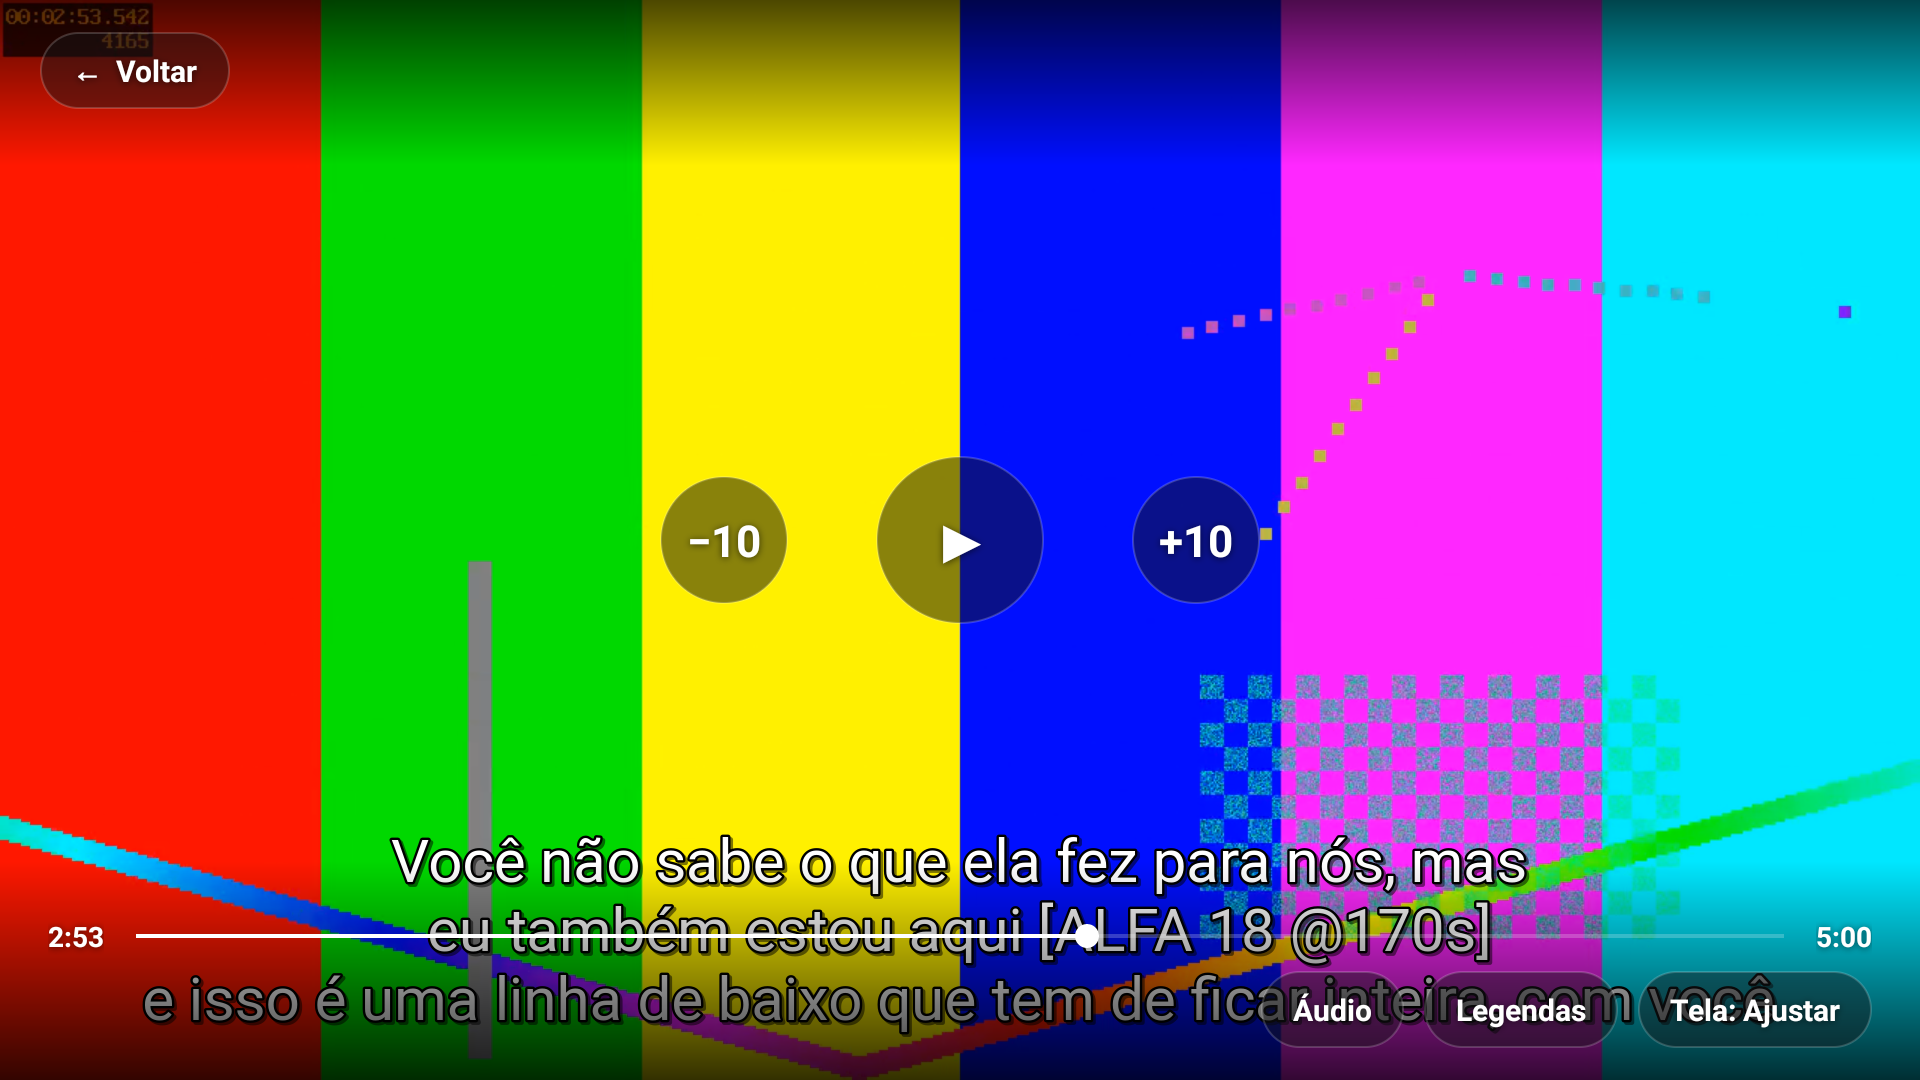 00:02:53.542
4165
← Voltar
−10
+10
Você não sabe o que ela fez para nós, mas
eu também estou aqui [ALFA 18 @170s]
e isso é uma linha de baixo que tem de ficar inteira, com você
2:53
5:00
Áudio
Legendas
Tela: Ajustar